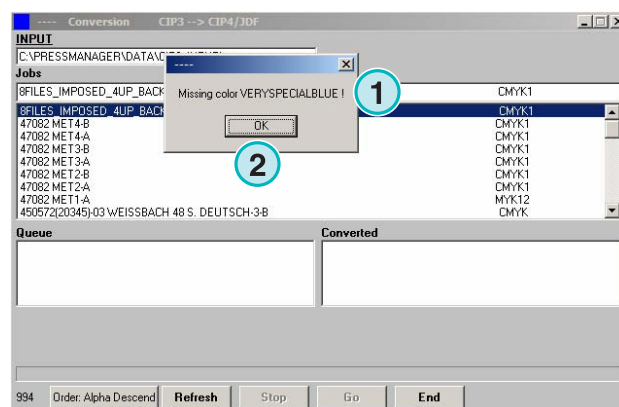 ---- Conversion CIP3 --> CIP4/JDF
INPUT
C:\PRESSMANAGER\DATA\
----
Missing color VERYSPECIALBLUE !
OK
1
2
Jobs
8FILES_IMPOSED_4UP_BACK CMYK1
8FILES_IMPOSED_4UP_BACK CMYK1
47082 MET4-B CMYK1
47082 MET4-A CMYK1
47082 MET3-B CMYK1
47082 MET3-A CMYK1
47082 MET2-B CMYK1
47082 MET2-A CMYK1
47082 MET1-A MYK12
450572(20345)-03 WEISSBACH 48 S. DEUTSCH-3-B CMYK
Queue Converted
994 Order: Alpha Descend Refresh Stop Go End